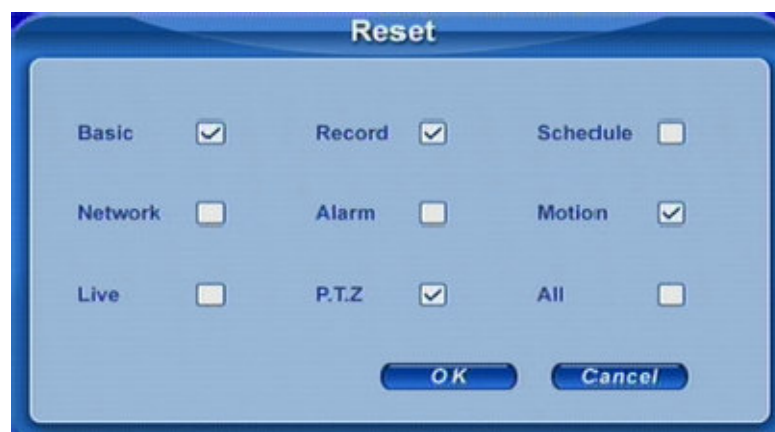 Reset
Basic Record Schedule
Network Alarm Motion
Live P.T.Z All
OK Cancel